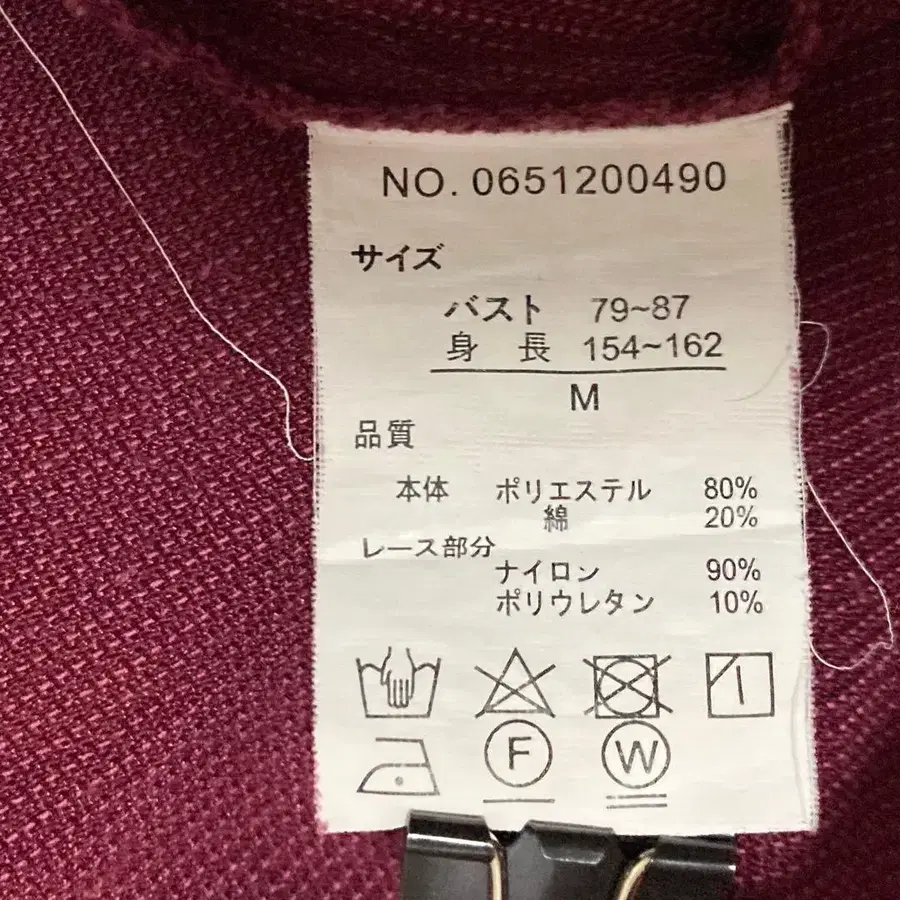 NO. 0651200490
サイズ
バスト 79~87
身 長 154~162
M
品質
本体 ポリエステル 80%
綿 20%
レース部分
ナイロン 90%
ポリウレタン 10%
F W